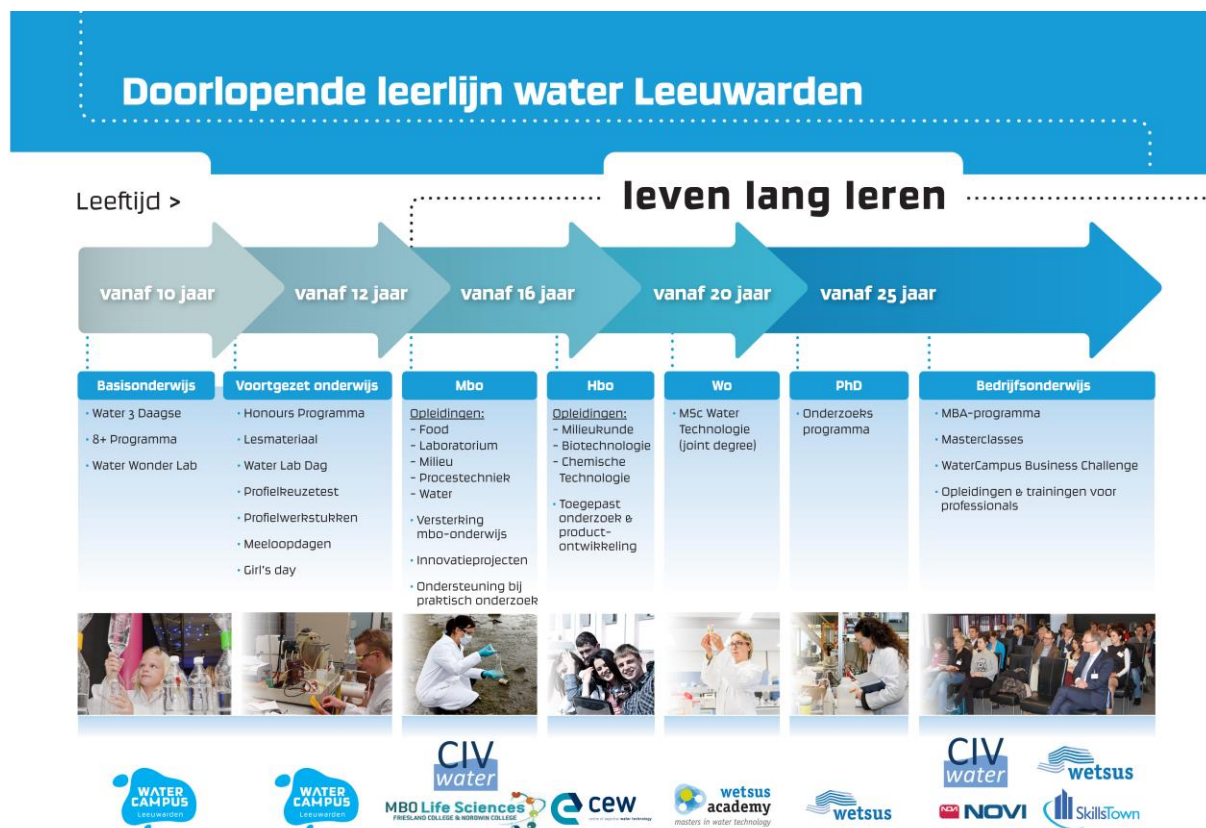 Doorlopende leerlijn water Leeuwarden
Leeftijd >
leven lang leren
vanaf 10 jaar
vanaf 12 jaar
vanaf 16 jaar
vanaf 20 jaar
vanaf 25 jaar
Basisonderwijs
• Water 3 Daagse
• 8+ Programma
• Water Wonder Lab
Voortgezet onderwijs
• Honours Programma
• Lesmateriaal
• Water Lab Dag
• Profielkeuzetest
• Profielwerkstukken
• Meeloopdagen
• Girl's day
Mbo
Opleidingen:
- Food
- Laboratorium
- Milieu
- Procestechniek
- Water
• Versterking
mbo-onderwijs
• Innovatieprojecten
• Ondersteuning bij
praktisch onderzoek
Hbo
Opleidingen:
- Milieukunde
- Biotechnologie
- Chemische
Technologie
• Toegepast
onderzoek &
product-
ontwikkeling
Wo
• MSc Water
Technologie
(joint degree)
PhD
• Onderzoeks
programma
Bedrijfsonderwijs
• MBA-programma
• Masterclasses
• WaterCampus Business Challenge
• Opleidingen & trainingen voor
professionals
WATER
CAMPUS
Leeuwarden
WATER
CAMPUS
Leeuwarden
CIV
water
MBO Life Sciences
FRIESLAND COLLEGE & NORDWIN COLLEGE
cew
centre of expertise water technology
wetsus
academy
masters in water technology
wetsus
CIV
water
wetsus
NOVI
SkillsTown